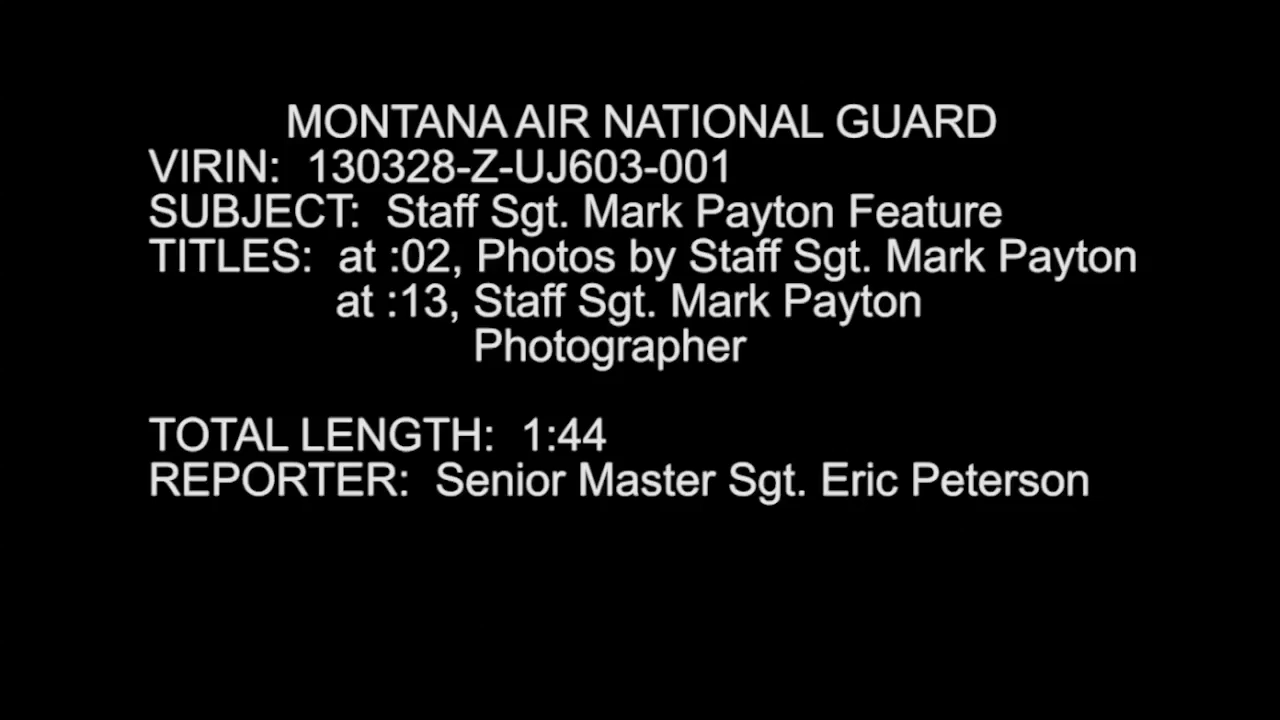 MONTANA AIR NATIONAL GUARD
VIRIN: 130328-Z-UJ603-001
SUBJECT: Staff Sgt. Mark Payton Feature
TITLES: at :02, Photos by Staff Sgt. Mark Payton
at :13, Staff Sgt. Mark Payton
Photographer
TOTAL LENGTH: 1:44
REPORTER: Senior Master Sgt. Eric Peterson